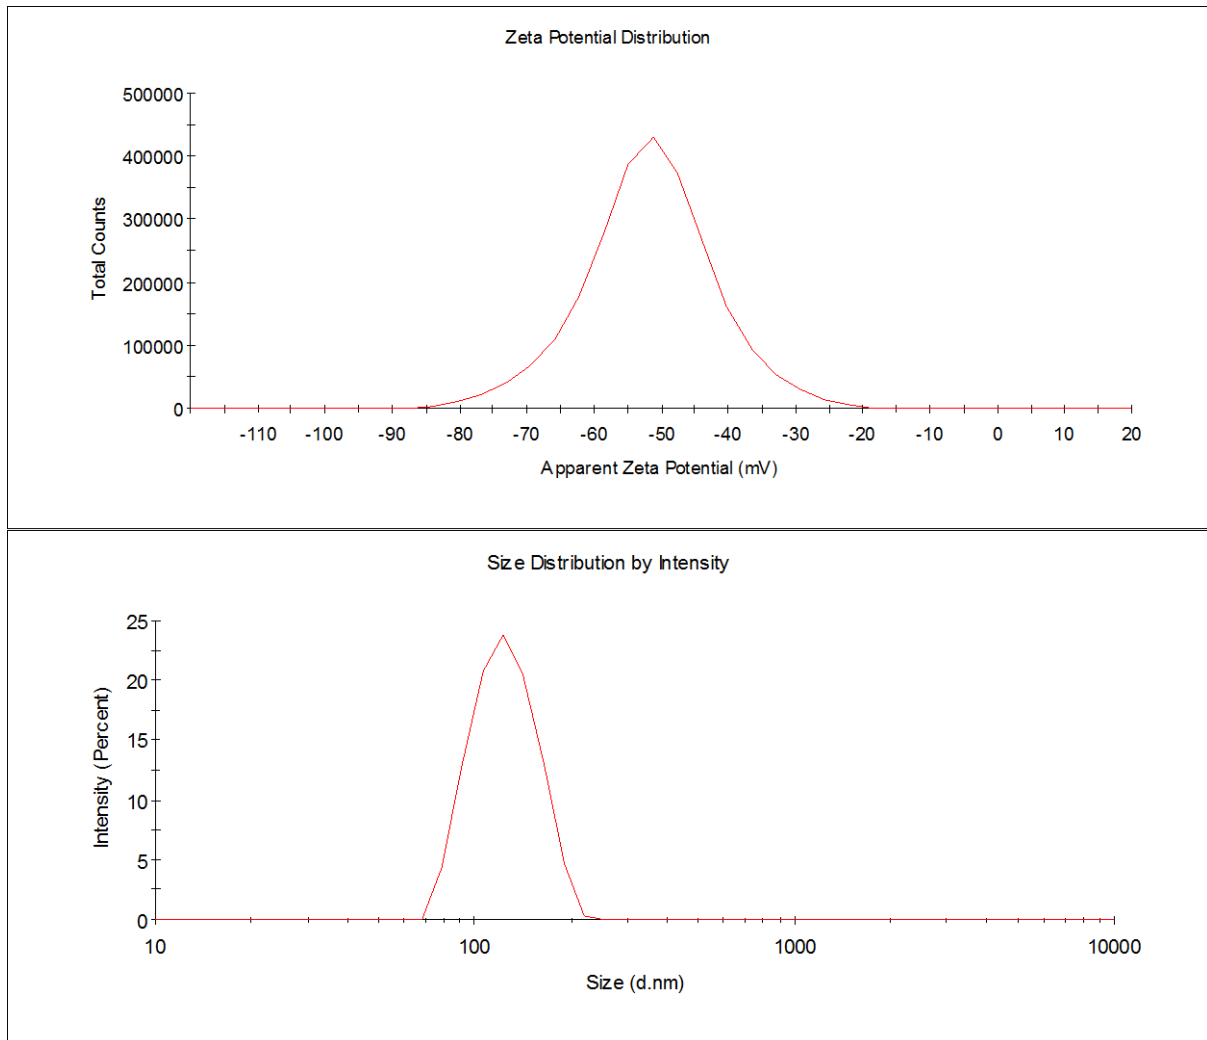 Zeta Potential Distribution
500000
400000
300000
200000
100000
0
Total Counts
-110 -100 -90 -80 -70 -60 -50 -40 -30 -20 -10 0 10 20
Apparent Zeta Potential (mV)
Size Distribution by Intensity
25
20
15
10
5
0
Intensity (Percent)
10 100 1000 10000
Size (d.nm)